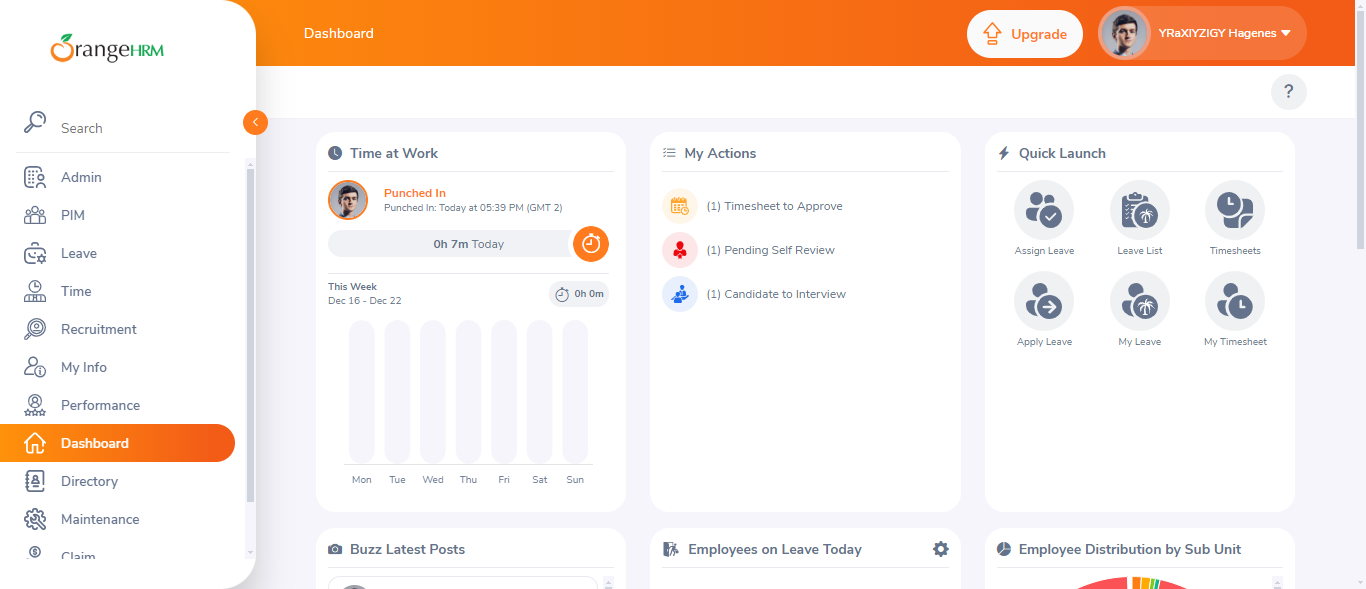 OrangeHRM
Dashboard
Upgrade
YRaXIYZIGY Hagenes
?
Search
Admin
PIM
Leave
Time
Recruitment
My Info
Performance
Dashboard
Directory
Maintenance
Claim
Time at Work
Punched In
Punched In: Today at 05:39 PM (GMT 2)
0h 7m Today
This Week
Dec 16 - Dec 22
0h 0m
Mon Tue Wed Thu Fri Sat Sun
My Actions
(1) Timesheet to Approve
(1) Pending Self Review
(1) Candidate to Interview
Quick Launch
Assign Leave Leave List Timesheets
Apply Leave My Leave My Timesheet
Buzz Latest Posts
Employees on Leave Today
Employee Distribution by Sub Unit